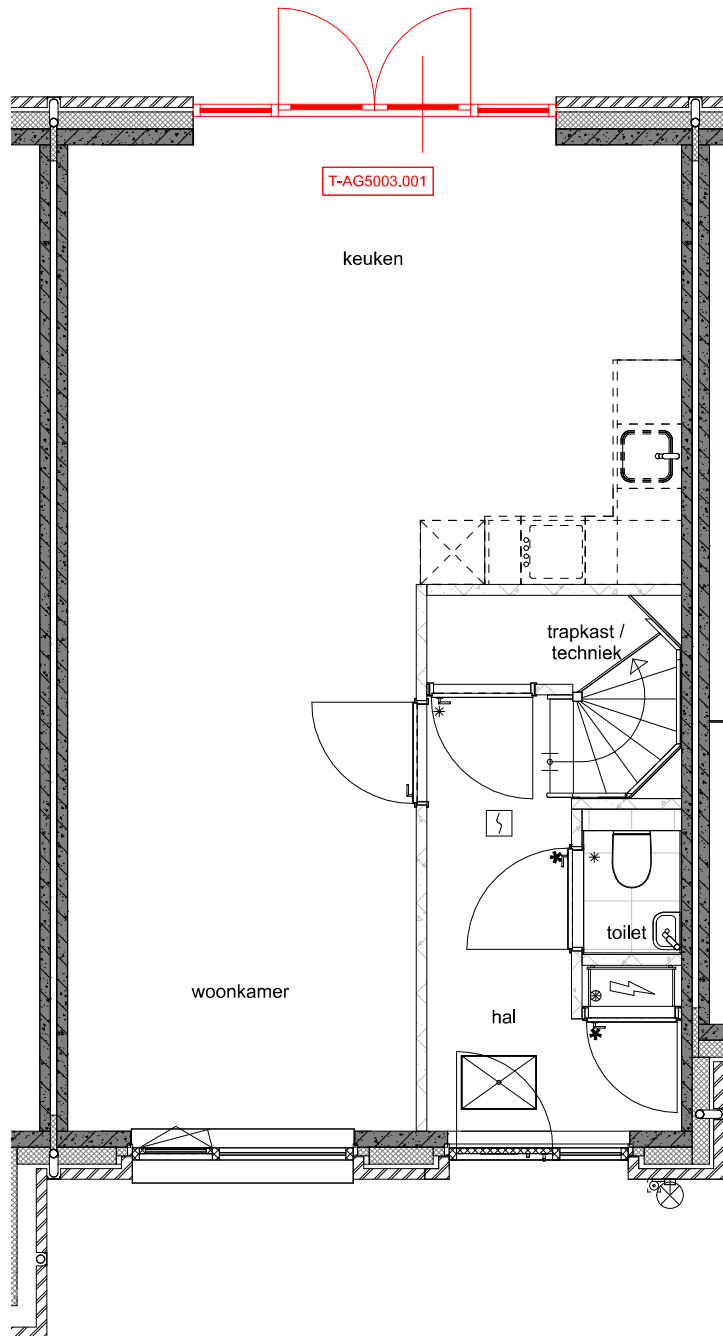 T-AG5003.001
keuken
trapkast /
techniek
toilet
woonkamer
hal